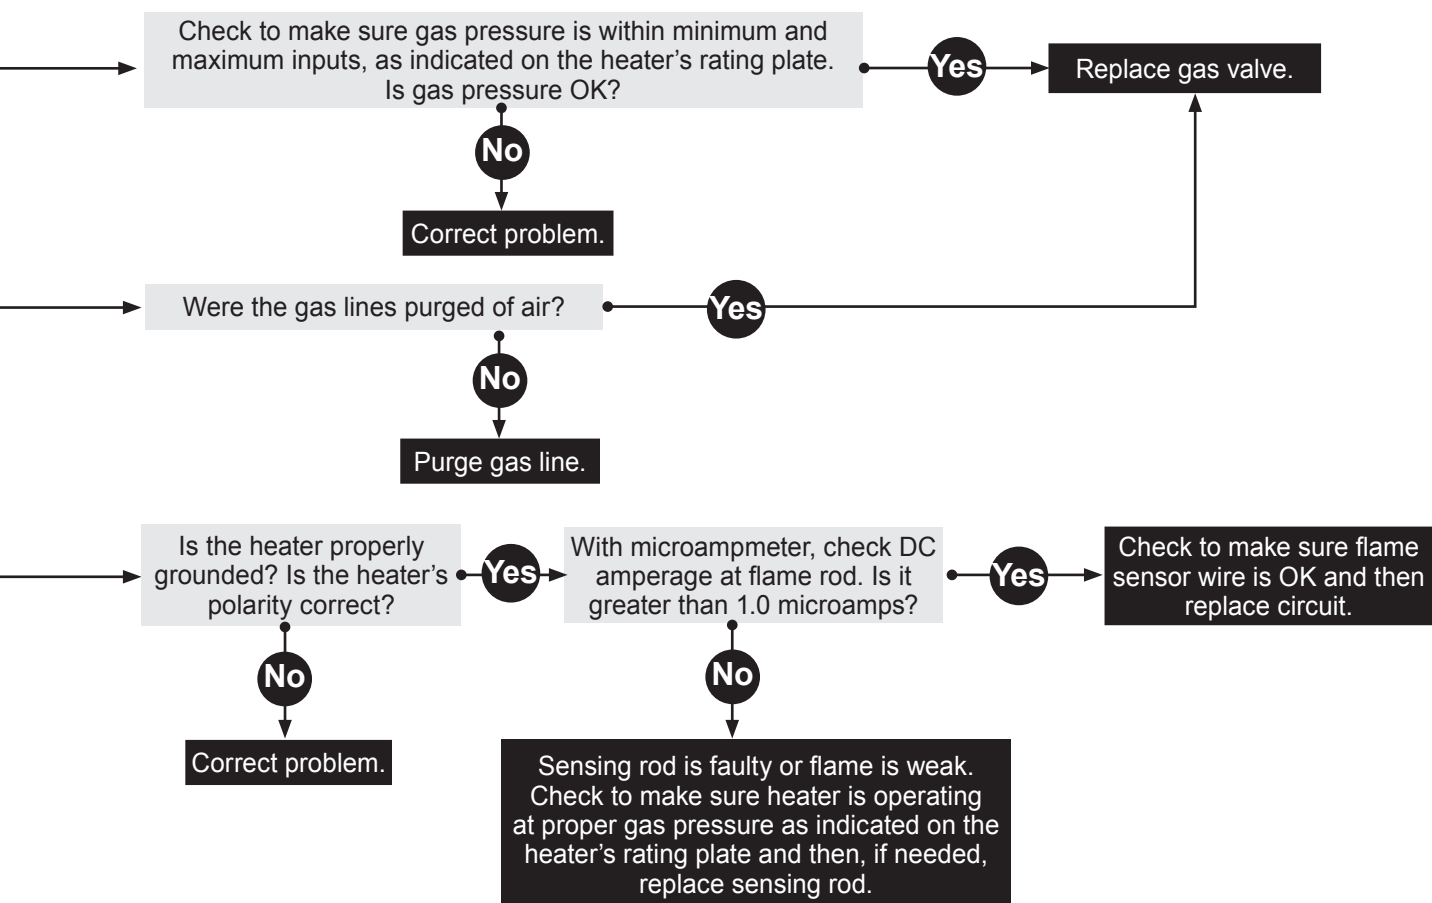 Check to make sure gas pressure is within minimum and
maximum inputs, as indicated on the heater’s rating plate.
Is gas pressure OK?
Yes
Replace gas valve.
No
Correct problem.
Were the gas lines purged of air?
Yes
No
Purge gas line.
Is the heater properly
grounded? Is the heater’s
polarity correct?
Yes
With microampmeter, check DC
amperage at flame rod. Is it
greater than 1.0 microamps?
Yes
Check to make sure flame
sensor wire is OK and then
replace circuit.
No
Correct problem.
No
Sensing rod is faulty or flame is weak.
Check to make sure heater is operating
at proper gas pressure as indicated on the
heater’s rating plate and then, if needed,
replace sensing rod.